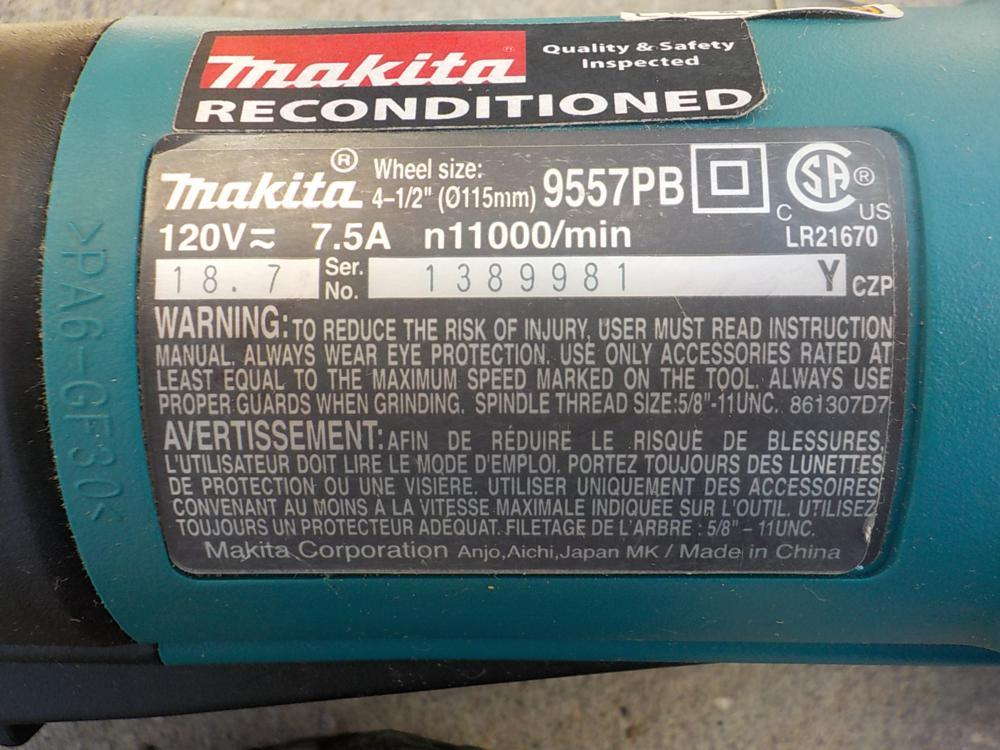 Makita®
Quality & Safety
Inspected
RECONDITIONED
Makita®
Wheel size:
4-1/2" (Ø115mm)
9557PB
C US
LR21670
120V≂ 7.5A n11000/min
18.7
Ser.
No.
1389981
Y
CZP
WARNING: TO REDUCE THE RISK OF INJURY, USER MUST READ INSTRUCTION
MANUAL. ALWAYS WEAR EYE PROTECTION. USE ONLY ACCESSORIES RATED AT
LEAST EQUAL TO THE MAXIMUM SPEED MARKED ON THE TOOL. ALWAYS USE
PROPER GUARDS WHEN GRINDING. SPINDLE THREAD SIZE:5/8"-11UNC. 861307D7
AVERTISSEMENT: AFIN DE RÉDUIRE LE RISQUE DE BLESSURES,
L'UTILISATEUR DOIT LIRE LE MODE D'EMPLOI. PORTEZ TOUJOURS DES LUNETTES
DE PROTECTION OU UNE VISIÈRE. UTILISER UNIQUEMENT DES ACCESSOIRES
CONVENANT AU MOINS A LA VITESSE MAXIMALE INDIQUÉE SUR L'OUTIL. UTILISEZ
TOUJOURS UN PROTECTEUR ADÉQUAT. FILETAGE DE L'ARBRE : 5/8" – 11UNC.
Makita Corporation Anjo, Aichi, Japan MK / Made in China
>PA6-GF30<